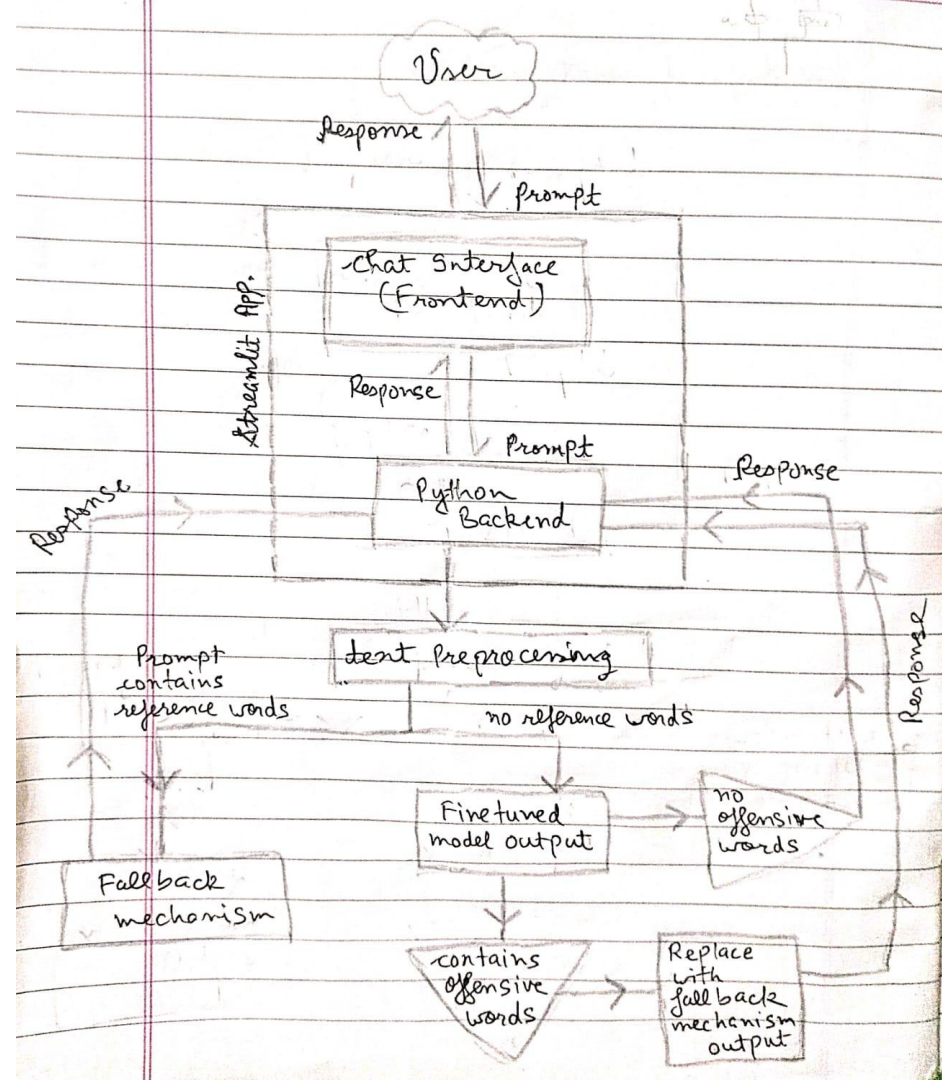 User
Response
Prompt
Chat Interface
(Frontend)
Streamlit App.
Response
Prompt
Python
Backend
Response
Response
Text Preprocessing
Prompt
contains
reference words
no reference words
Response
Finetuned
model output
no
offensive
words
Fallback
mechanism
contains
offensive
words
Replace
with
fallback
mechanism
output